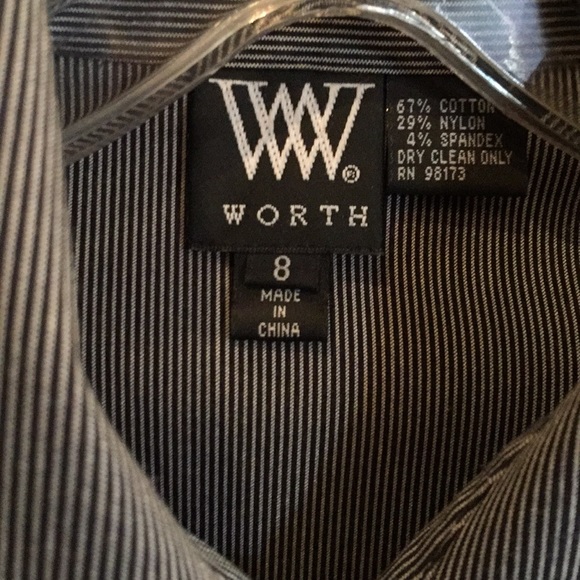 W
®
WORTH
8
MADE
IN
CHINA
67% COTTON
29% NYLON
4% SPANDEX
DRY CLEAN ONLY
RN 98173